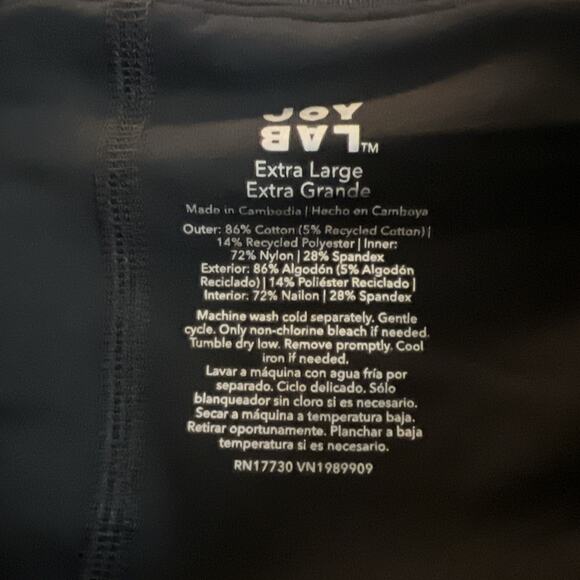 JOY
LAB™
Extra Large
Extra Grande
Made in Cambodia | Hecho en Camboya
Outer: 86% Cotton (5% Recycled Cotton) |
14% Recycled Polyester | Inner:
72% Nylon | 28% Spandex
Exterior: 86% Algodón (5% Algodón
Reciclado) | 14% Poliéster Reciclado |
Interior: 72% Nailon | 28% Spandex
Machine wash cold separately. Gentle
cycle. Only non-chlorine bleach if needed.
Tumble dry low. Remove promptly. Cool
iron if needed.
Lavar a máquina con agua fría por
separado. Ciclo delicado. Sólo
blanqueador sin cloro si es necesario.
Secar a máquina a temperatura baja.
Retirar oportunamente. Planchar a baja
temperatura si es necesario.
RN17730 VN1989909